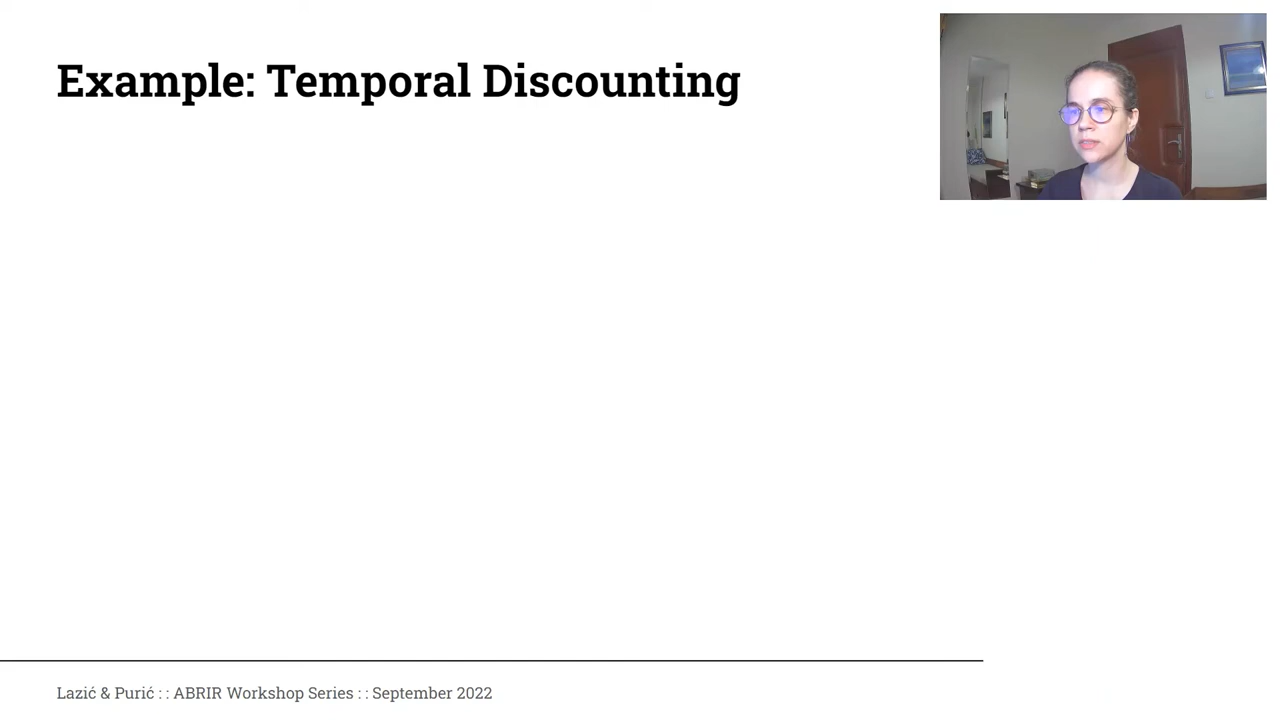 Example: Temporal Discounting
Lazić & Purić : : ABRIR Workshop Series : : September 2022